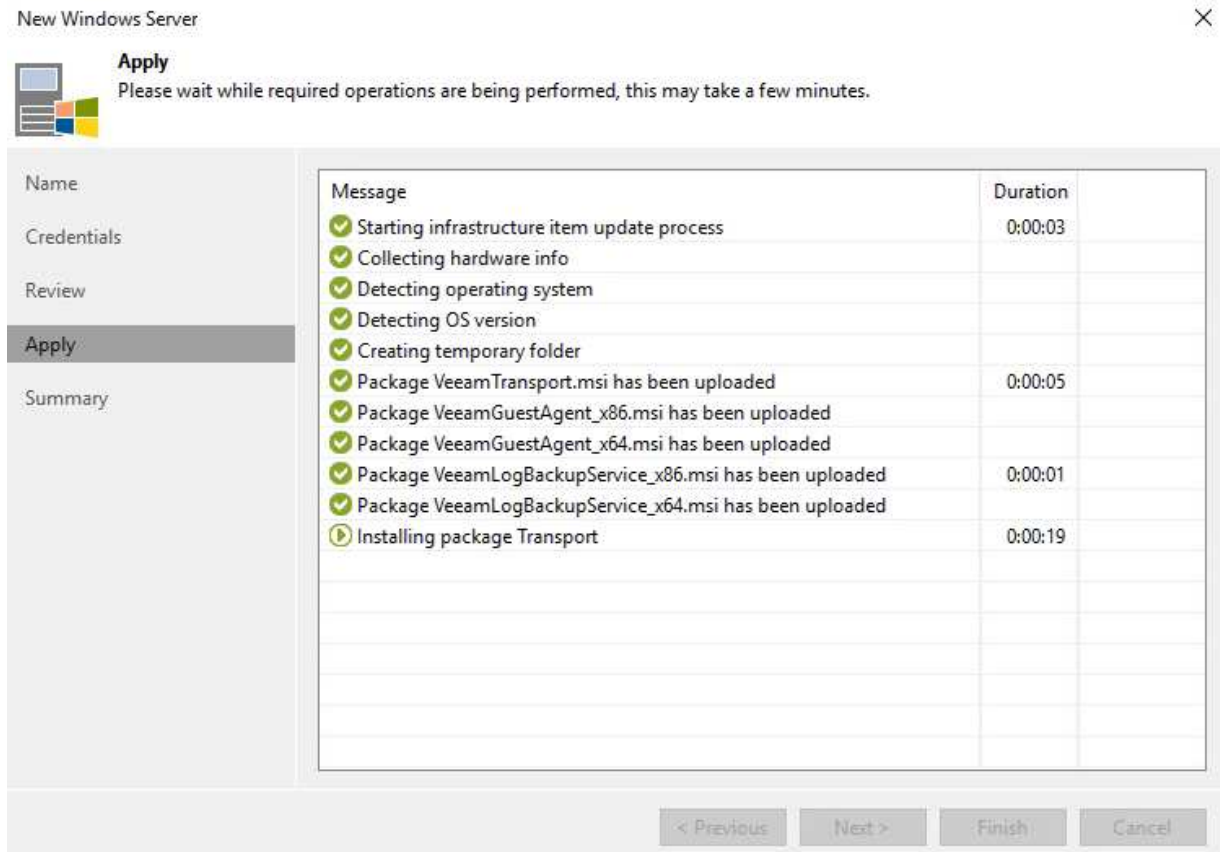 New Windows Server
Apply
Please wait while required operations are being performed, this may take a few minutes.
Name
Credentials
Review
Apply
Summary
Message Duration
Starting infrastructure item update process 0:00:03
Collecting hardware info
Detecting operating system
Detecting OS version
Creating temporary folder
Package VeeamTransport.msi has been uploaded 0:00:05
Package VeeamGuestAgent_x86.msi has been uploaded
Package VeeamGuestAgent_x64.msi has been uploaded
Package VeeamLogBackupService_x86.msi has been uploaded 0:00:01
Package VeeamLogBackupService_x64.msi has been uploaded
Installing package Transport 0:00:19
< Previous Next > Finish Cancel